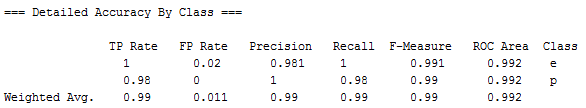 === Detailed Accuracy By Class ===
TP Rate FP Rate Precision Recall F-Measure ROC Area Class
1 0.02 0.981 1 0.991 0.992 e
0.98 0 1 0.98 0.99 0.992 p
Weighted Avg. 0.99 0.011 0.99 0.99 0.99 0.992